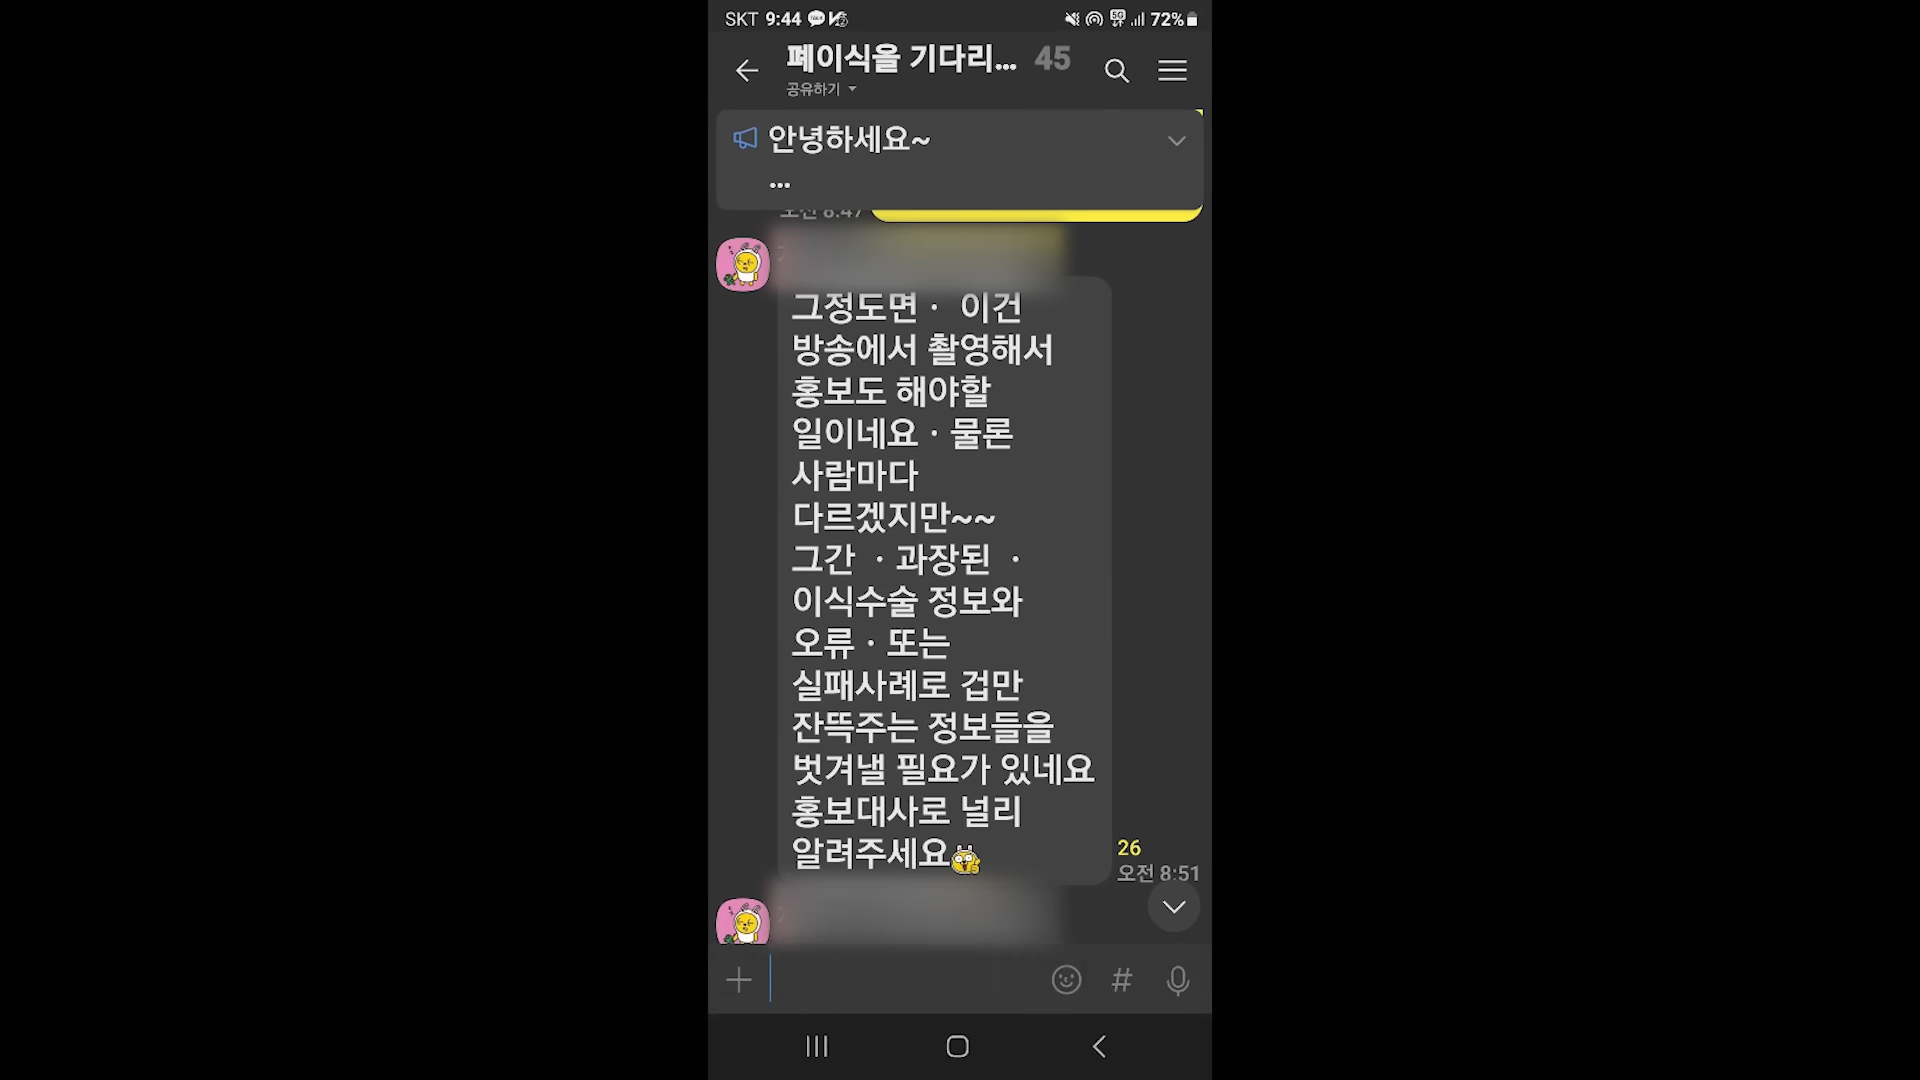 SKT 9:44
72%
폐이식을 기다리... 45
공유하기
안녕하세요~
...
오전 8:47
그정도면 · 이건
방송에서 촬영해서
홍보도 해야할
일이네요 · 물론
사람마다
다르겠지만~~
그간 · 과장된 ·
이식수술 정보와
오류 · 또는
실패사례로 겁만
잔뜩주는 정보들을
벗겨낼 필요가 있네요
홍보대사로 널리
알려주세요
26
오전 8:51
#